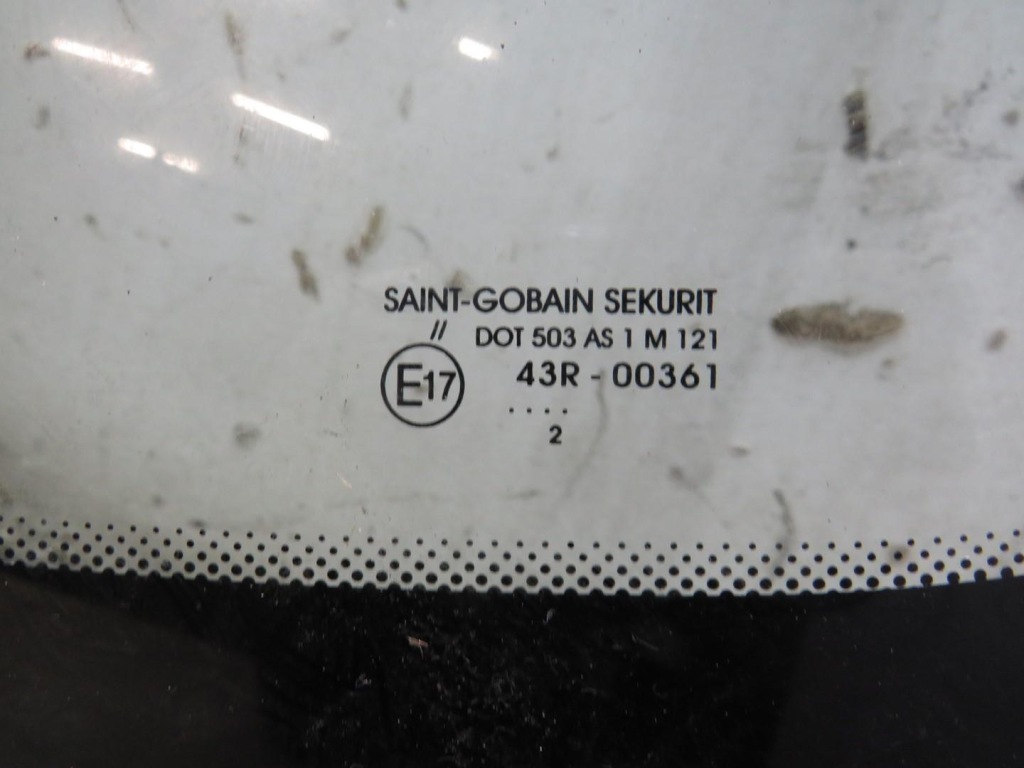 SAINT-GOBAIN SEKURIT
// DOT 503 AS 1 M 121
E17 43R - 00361
....
2